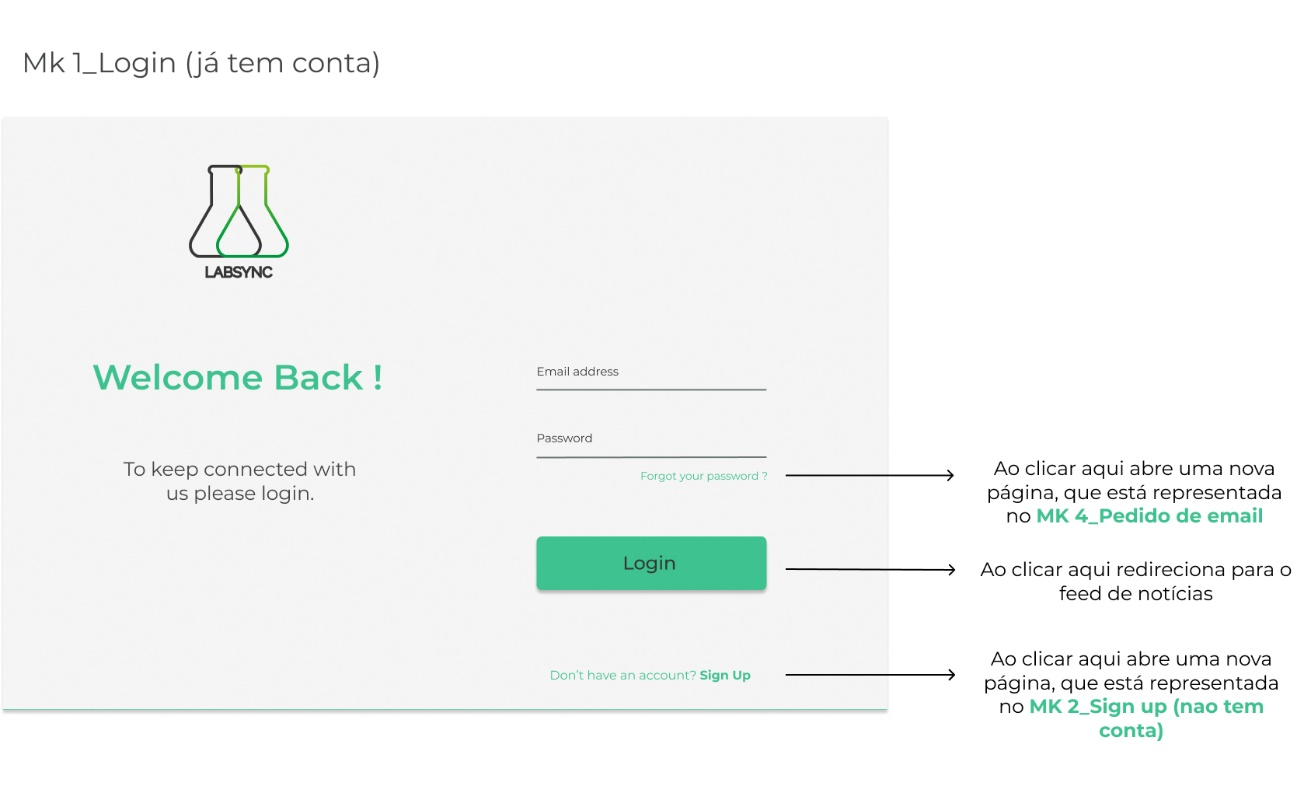 Mk 1_Login (já tem conta)
LABSYNC
Welcome Back !
To keep connected with
us please login.
Email address
Password
Forgot your password ?
Login
Don't have an account? Sign Up
Ao clicar aqui abre uma nova
página, que está representada
no MK 4_Pedido de email
Ao clicar aqui redireciona para o
feed de notícias
Ao clicar aqui abre uma nova
página, que está representada
no MK 2_Sign up (nao tem
conta)